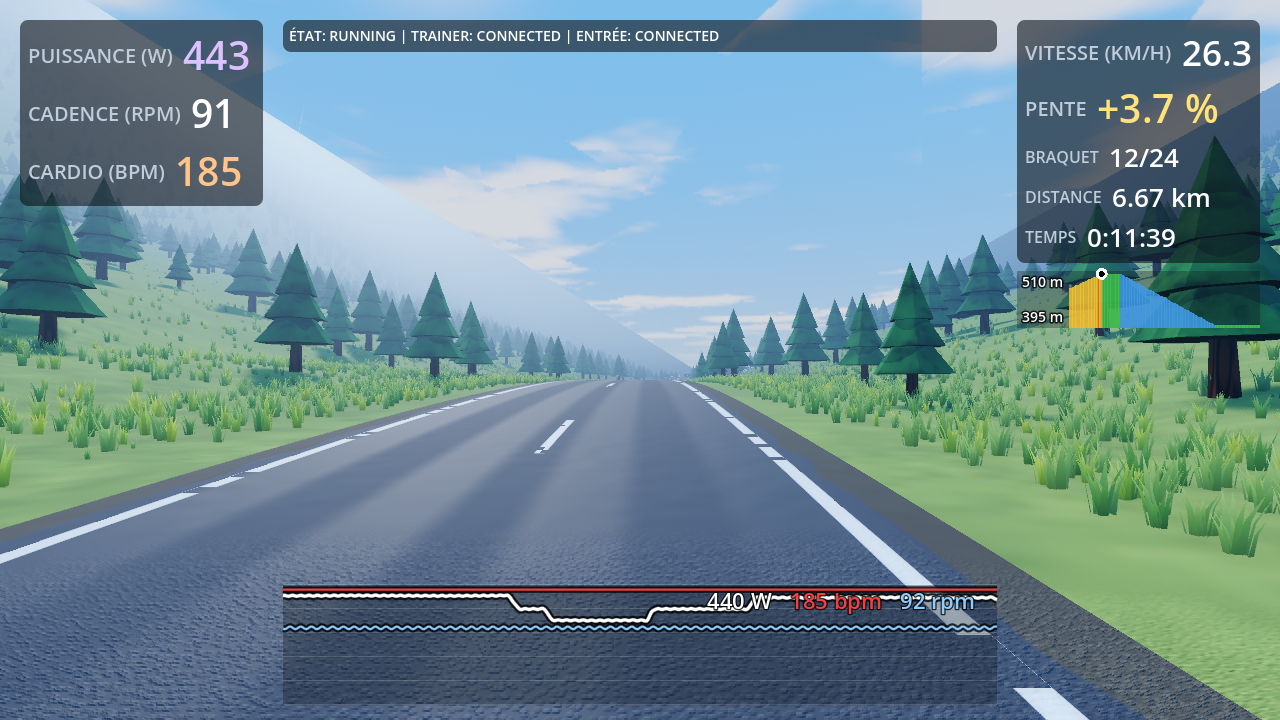 PUISSANCE (W) 443
CADENCE (RPM) 91
CARDIO (BPM) 185
ÉTAT: RUNNING | TRAINER: CONNECTED | ENTRÉE: CONNECTED
VITESSE (KM/H) 26.3
PENTE +3.7 %
BRAQUET 12/24
DISTANCE 6.67 km
TEMPS 0:11:39
510 m
395 m
440 W 185 bpm 92 rpm